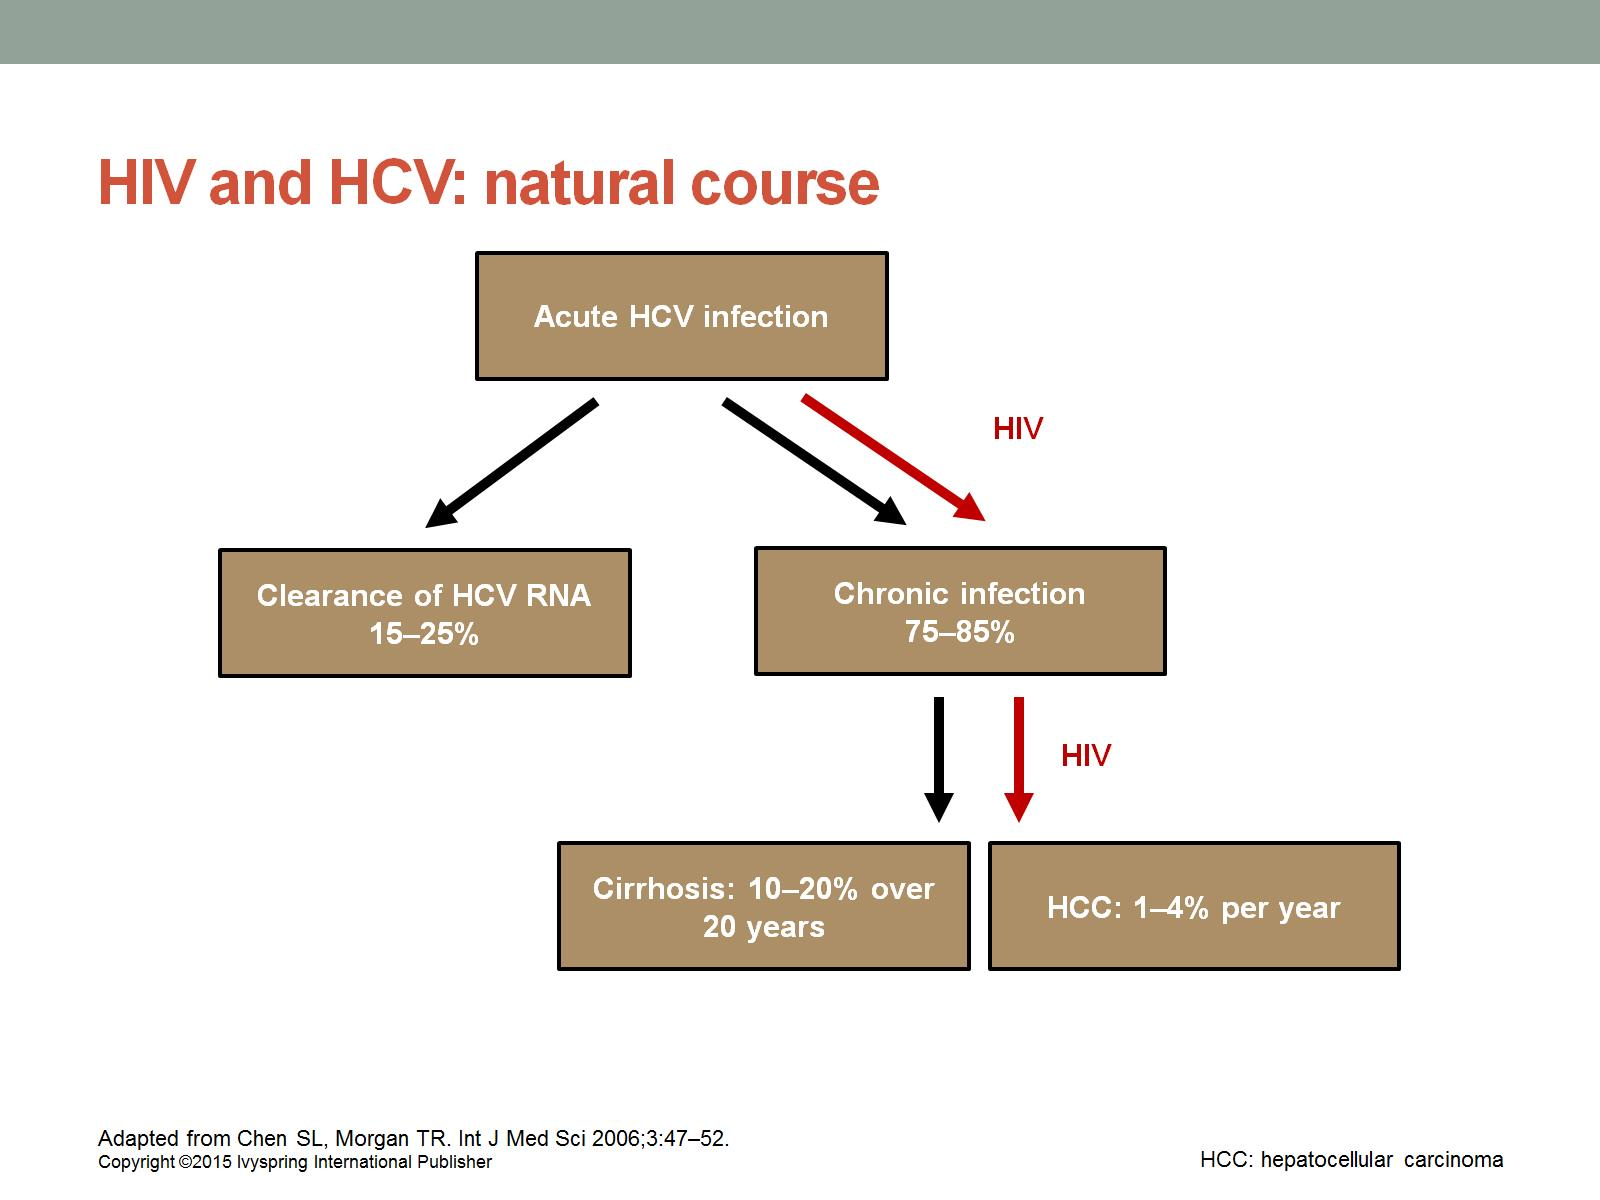 HIV and HCV: natural course
Acute HCV infection
HIV
Clearance of HCV RNA
15–25%
Chronic infection
75–85%
HIV
Cirrhosis: 10–20% over
20 years
HCC: 1–4% per year
Adapted from Chen SL, Morgan TR. Int J Med Sci 2006;3:47–52.
Copyright ©2015 Ivyspring International Publisher
HCC: hepatocellular carcinoma